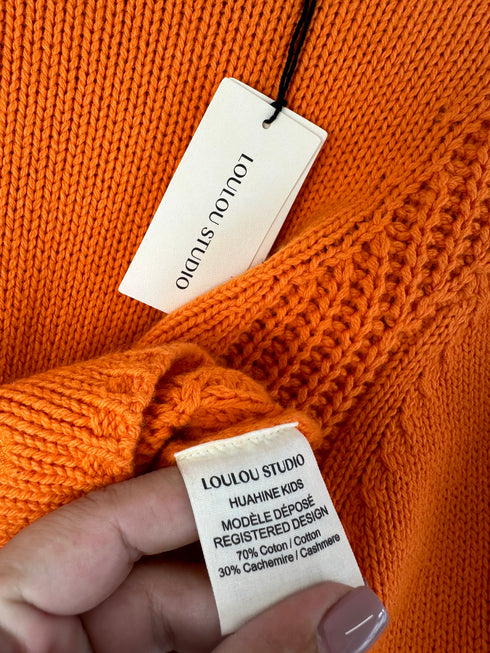 LOULOU STUDIO
LOULOU STUDIO
HUAHINE KIDS
MODÈLE DÉPOSÉ
REGISTERED DESIGN
70% Coton / Cotton
30% Cachemire / Cashmere